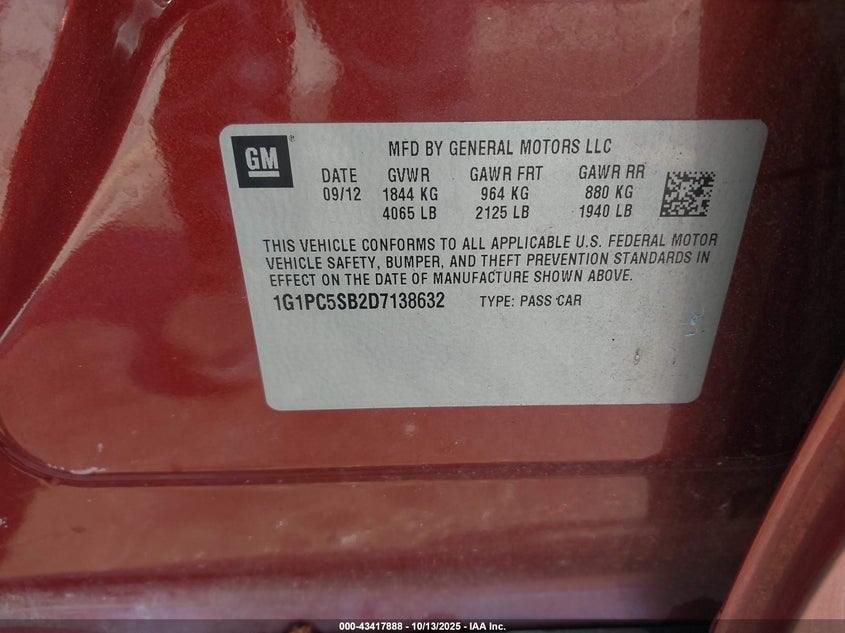 GM®
MFD BY GENERAL MOTORS LLC
DATE GVWR GAWR FRT GAWR RR
09/12 1844 KG 964 KG 880 KG
4065 LB 2125 LB 1940 LB
THIS VEHICLE CONFORMS TO ALL APPLICABLE U.S. FEDERAL MOTOR
VEHICLE SAFETY, BUMPER, AND THEFT PREVENTION STANDARDS IN
EFFECT ON THE DATE OF MANUFACTURE SHOWN ABOVE.
1G1PC5SB2D7138632 TYPE: PASS CAR
000-43417888 - 10/13/2025 - IAA Inc.